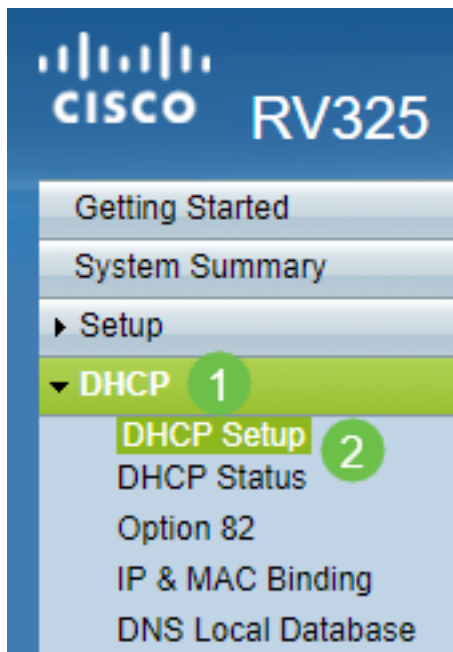 CISCO RV325
Getting Started
System Summary
Setup
DHCP 1
DHCP Setup 2
DHCP Status
Option 82
IP & MAC Binding
DNS Local Database